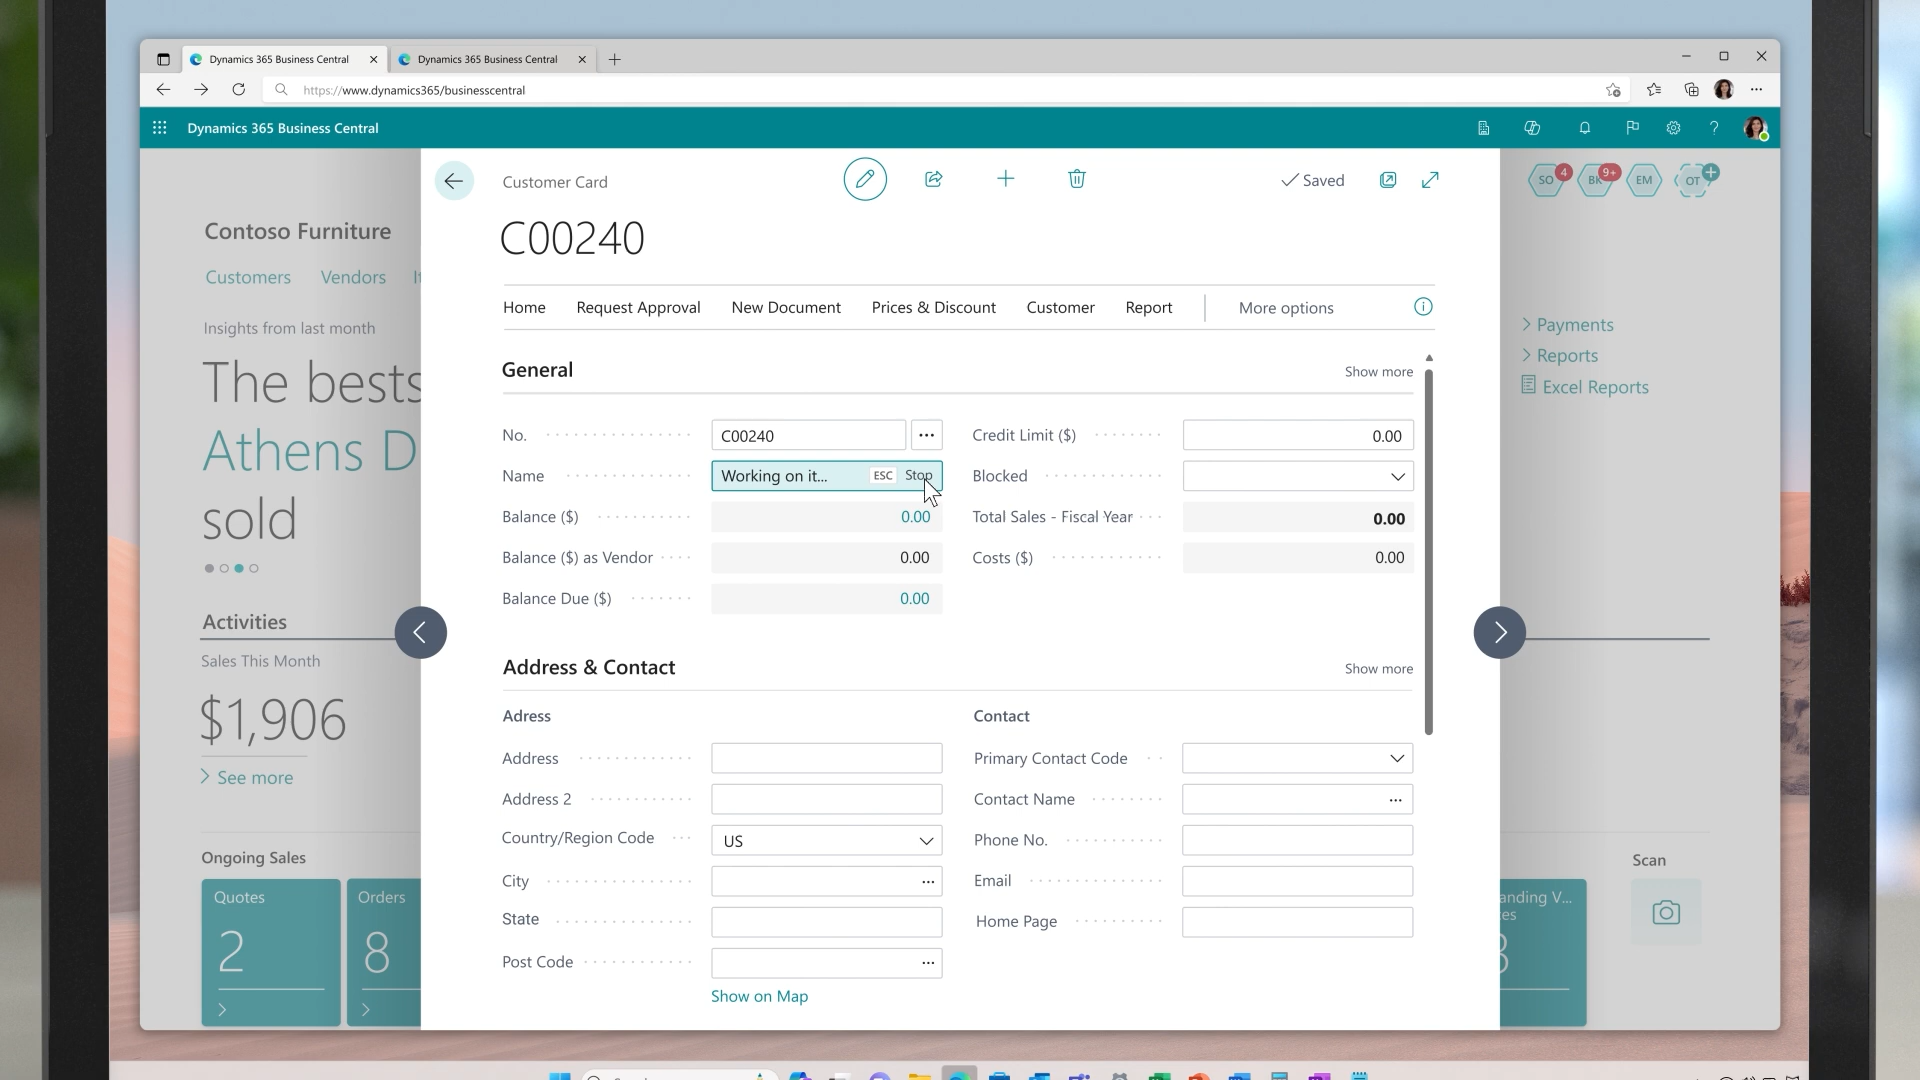 Dynamics 365 Business Central
Dynamics 365 Business Central
https://www.dynamics365/businesscentral
Dynamics 365 Business Central
Customer Card
Saved
SO
4
BK
9+
EM
OT
C00240
Contoso Furniture
Customers
Vendors
Home
Request Approval
New Document
Prices & Discount
Customer
Report
More options
Insights from last month
The bests
Athens D
sold
Payments
Reports
Excel Reports
General
Show more
No.
C00240
Credit Limit ($)
0.00
Name
Working on it...
ESC
Stop
Blocked
Balance ($)
0.00
Total Sales - Fiscal Year
0.00
Balance ($) as Vendor
0.00
Costs ($)
0.00
Balance Due ($)
0.00
Activities
Sales This Month
$1,906
See more
Address & Contact
Show more
Adress
Contact
Address
Primary Contact Code
Address 2
Contact Name
Country/Region Code
US
Phone No.
City
Email
State
Home Page
Post Code
Show on Map
Ongoing Sales
Quotes
2
Orders
8
anding V...
es
Scan